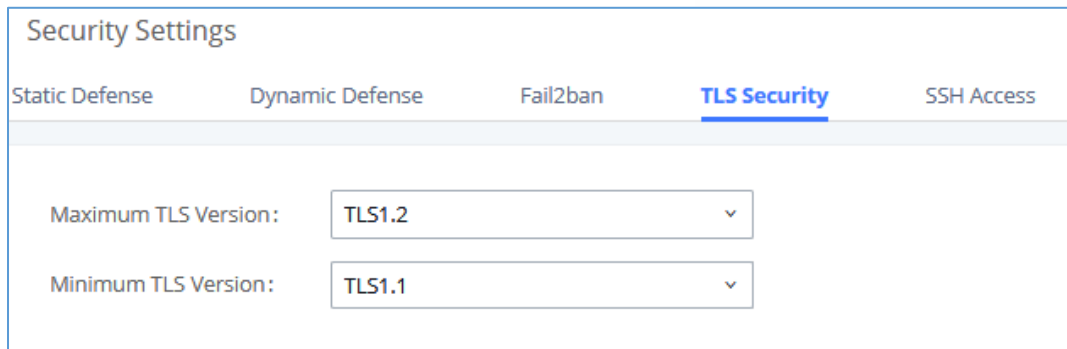 Security Settings
Static Defense Dynamic Defense Fail2ban TLS Security SSH Access
Maximum TLS Version: TLS1.2
Minimum TLS Version: TLS1.1